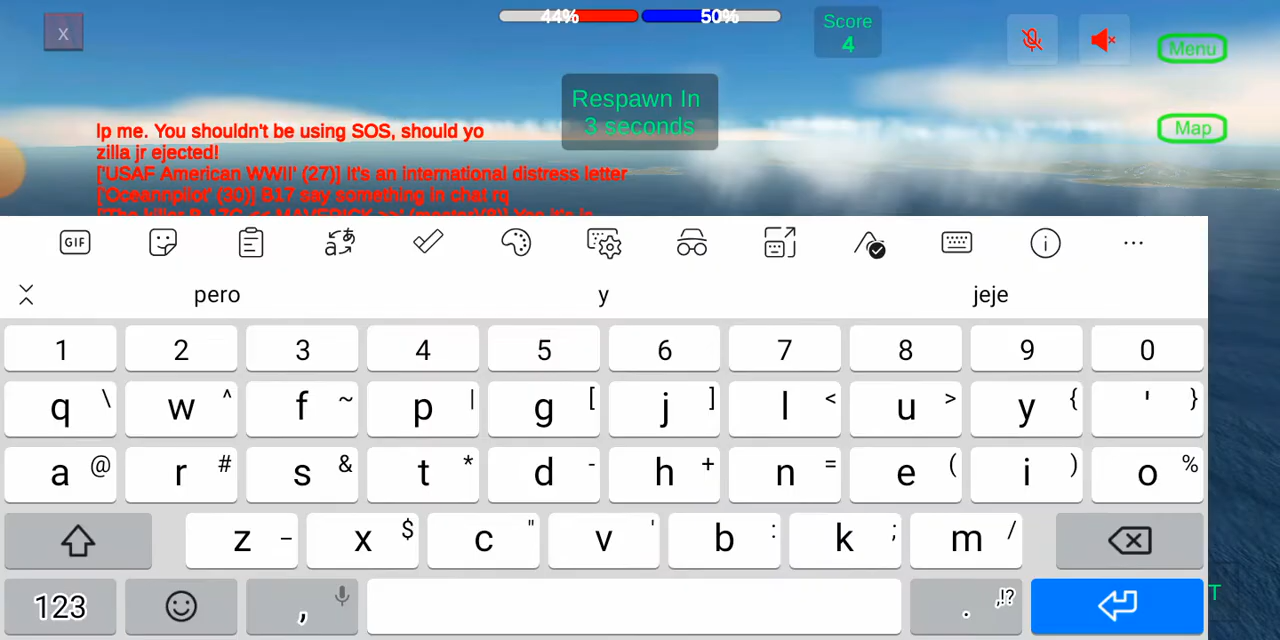 X
44%
50%
Score
4
Menu
Respawn In
3 seconds
Map
lp me. You shouldn't be using SOS, should yo
zilla jr ejected!
['USAF American WW!!' (27)] It's an international distress letter
['Oceannpilot' (30)] B17 say something in chat rq
GIF
pero y jeje
1 2 3 4 5 6 7 8 9 0
q \ w ^ f ~ p | g [ j ] l < u > y { ' }
a @ r # s & t * d - h + n = e ( i ) o %
z – x $ c " v ' b : k ; m /
123 , . ,!?
T